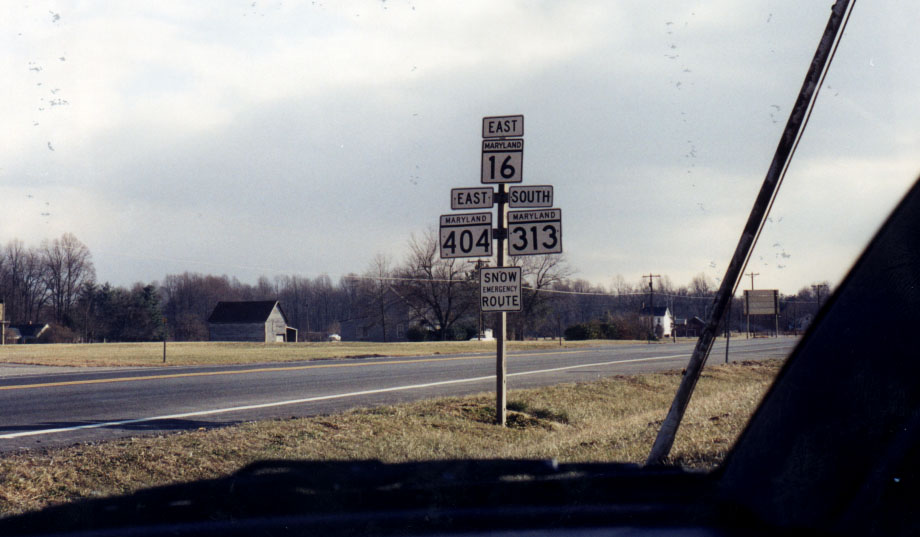 EAST
MARYLAND
16
EAST SOUTH
MARYLAND MARYLAND
404 313
SNOW
EMERGENCY
ROUTE